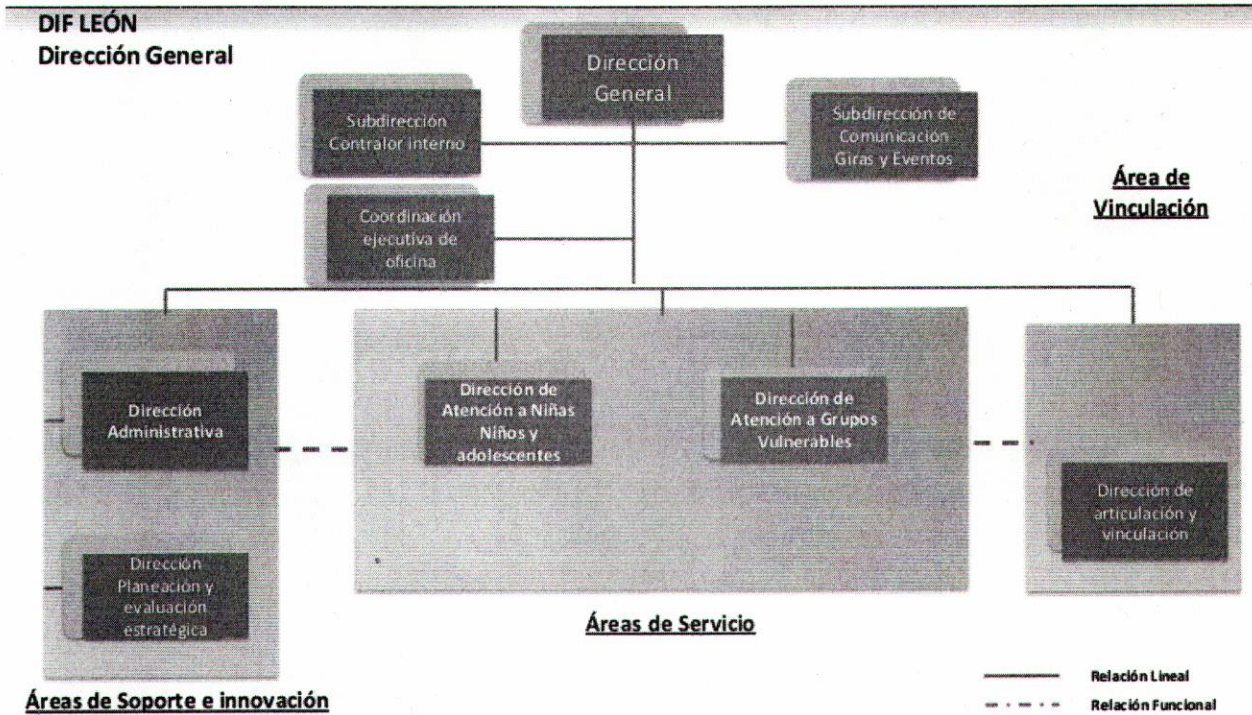 DIF LEÓN
Dirección General
Dirección
General
Subdirección
Contralor interno
Subdirección de
Comunicación
Giras y Eventos
Área de
Vinculación
Coordinación
ejecutiva de
oficina
Dirección
Administrativa
Dirección de
Atención a Niñas
Niños y
adolescentes
Dirección de
Atención a Grupos
Vulnerables
Dirección de
articulación y
vinculación
Dirección
Planeación y
evaluación
estratégica
Áreas de Servicio
Áreas de Soporte e innovación
Relación Lineal
Relación Funcional